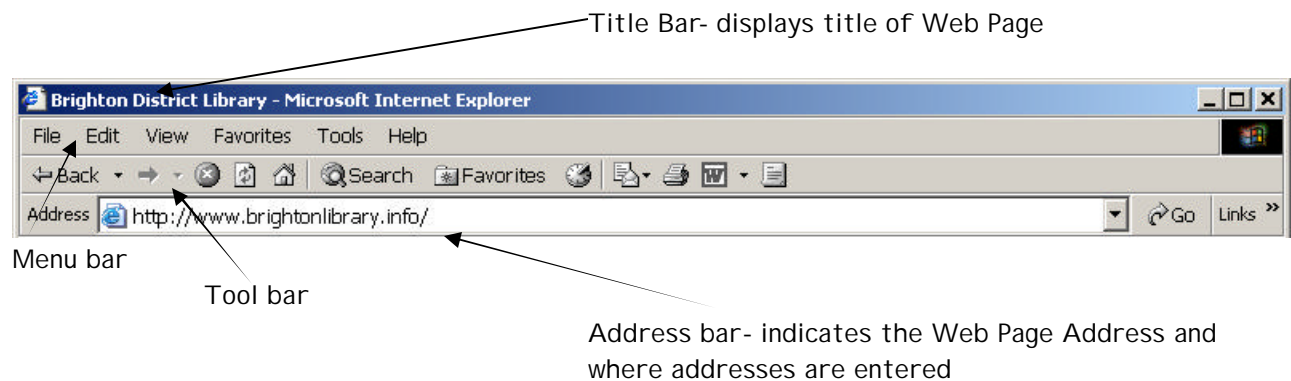 Title Bar- displays title of Web Page
Brighton District Library - Microsoft Internet Explorer
File Edit View Favorites Tools Help
Back Search Favorites W
Address http://www.brightonlibrary.info/ Go Links »
Menu bar
Tool bar
Address bar- indicates the Web Page Address and
where addresses are entered